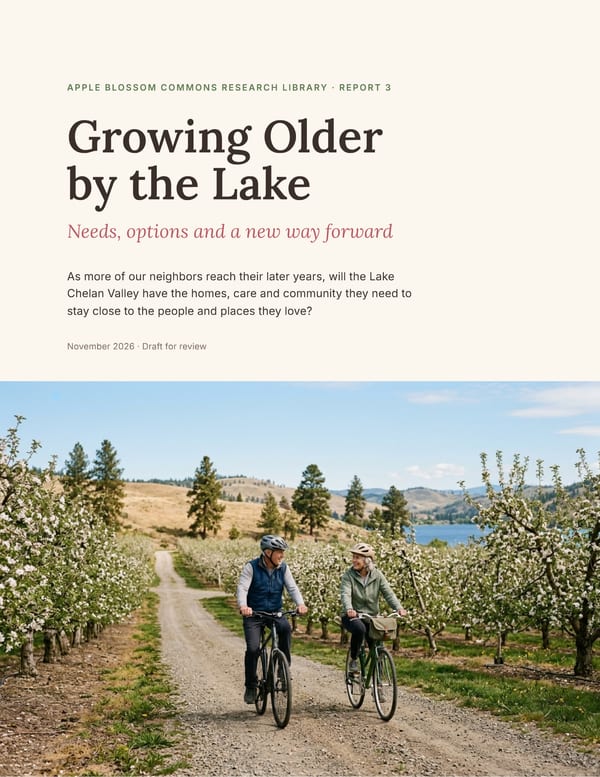 APPLE BLOSSOM COMMONS RESEARCH LIBRARY · REPORT 3
Growing Older
by the Lake
Needs, options and a new way forward
As more of our neighbors reach their later years, will the Lake
Chelan Valley have the homes, care and community they need to
stay close to the people and places they love?
November 2026 · Draft for review